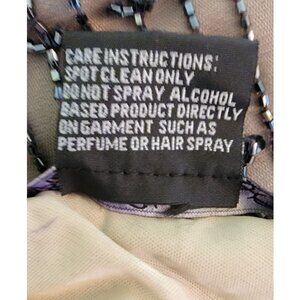 CARE INSTRUCTIONS:
SPOT CLEAN ONLY
DO NOT SPRAY ALCOHOL
BASED PRODUCT DIRECTLY
ON GARMENT SUCH AS
PERFUME OR HAIR SPRAY